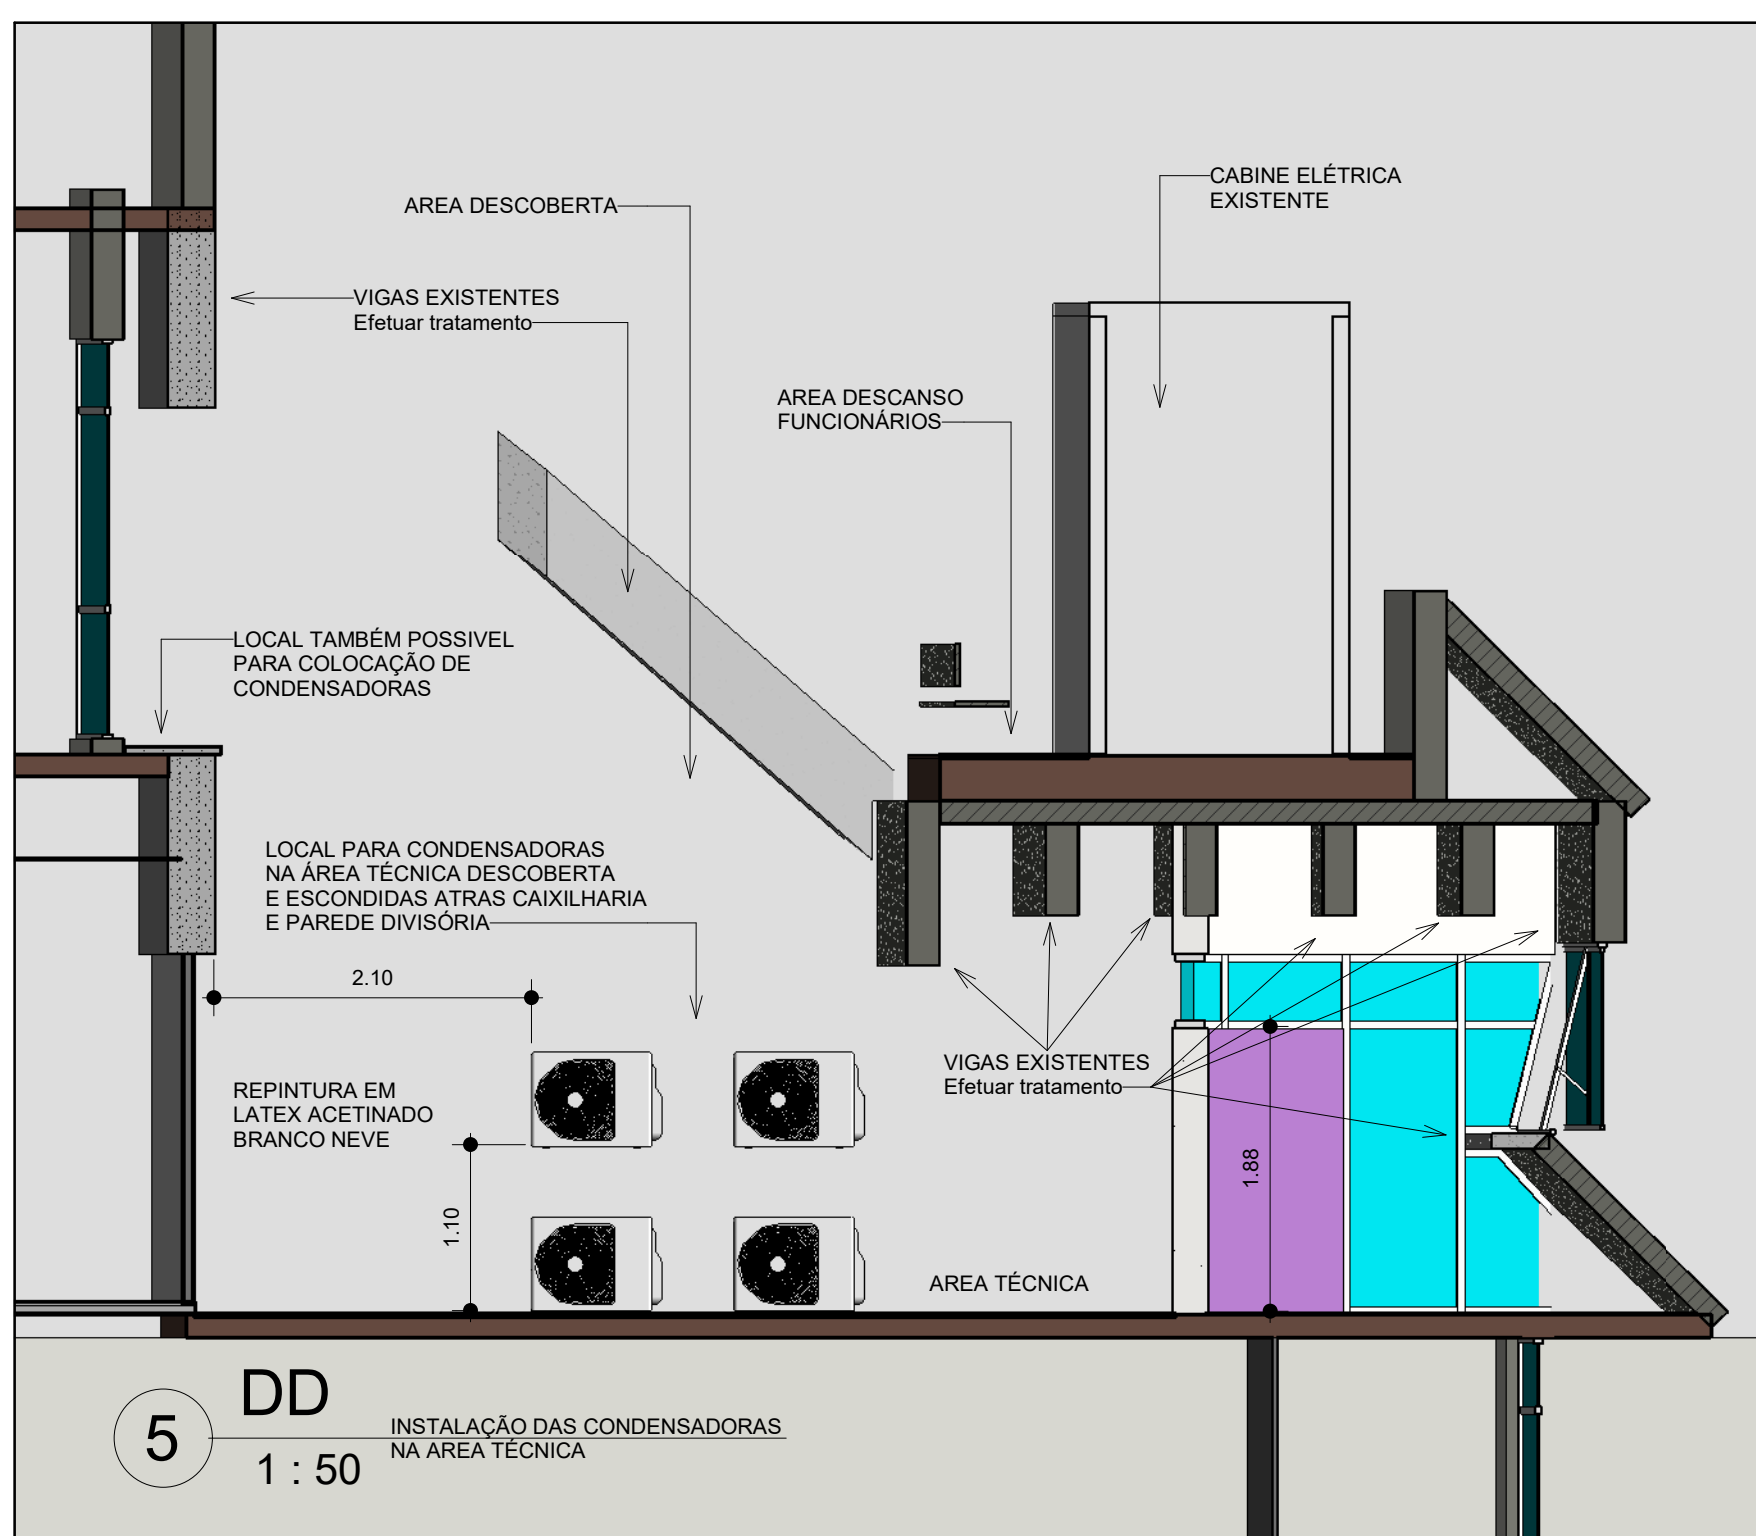 CABINE ELÉTRICA
EXISTENTE
AREA DESCOBERTA
VIGAS EXISTENTES
Efetuar tratamento
AREA DESCANSO
FUNCIONÁRIOS
LOCAL TAMBÉM POSSIVEL
PARA COLOCAÇÃO DE
CONDENSADORAS
LOCAL PARA CONDENSADORAS
NA ÁREA TÉCNICA DESCOBERTA
E ESCONDIDAS ATRAS CAIXILHARIA
E PAREDE DIVISÓRIA
2.10
VIGAS EXISTENTES
Efetuar tratamento
REPINTURA EM
LATEX ACETINADO
BRANCO NEVE
1.88
1.10
AREA TÉCNICA
5
DD
1 : 50
INSTALAÇÃO DAS CONDENSADORAS
NA AREA TÉCNICA